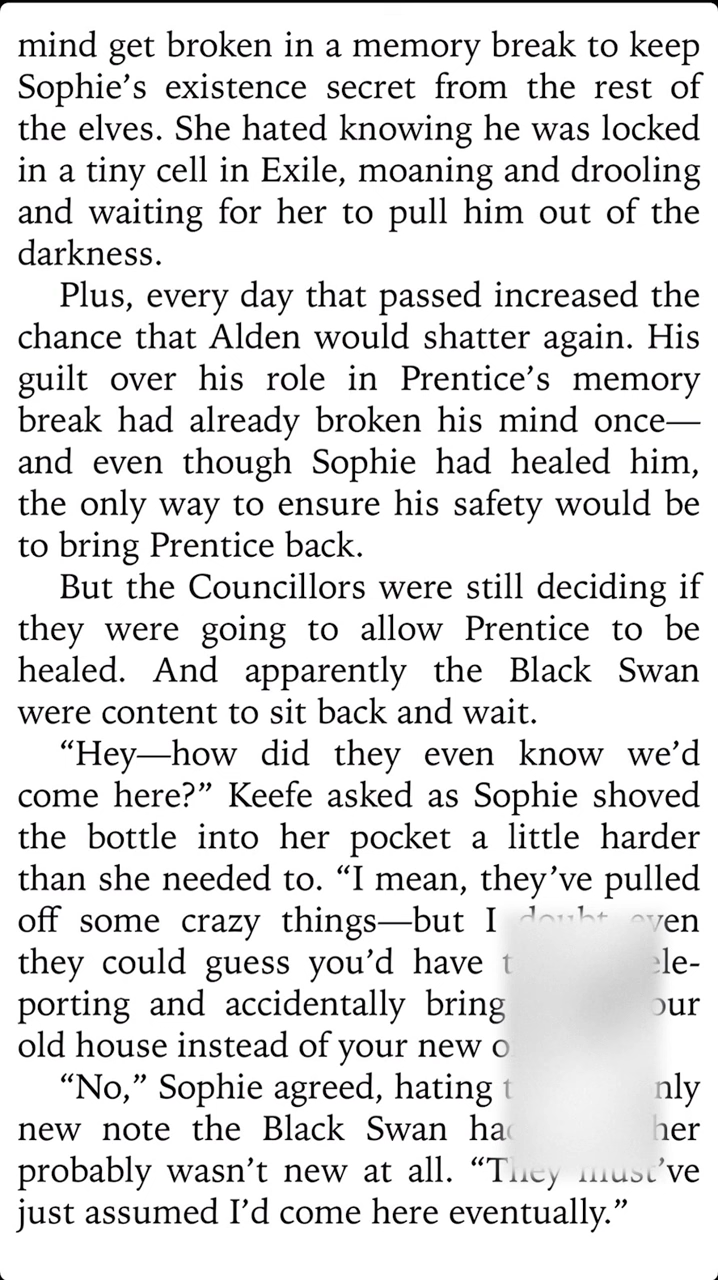 mind get broken in a memory break to keep
Sophie’s existence secret from the rest of
the elves. She hated knowing he was locked
in a tiny cell in Exile, moaning and drooling
and waiting for her to pull him out of the
darkness.
Plus, every day that passed increased the
chance that Alden would shatter again. His
guilt over his role in Prentice’s memory
break had already broken his mind once—
and even though Sophie had healed him,
the only way to ensure his safety would be
to bring Prentice back.
But the Councillors were still deciding if
they were going to allow Prentice to be
healed. And apparently the Black Swan
were content to sit back and wait.
“Hey—how did they even know we’d
come here?” Keefe asked as Sophie shoved
the bottle into her pocket a little harder
than she needed to. “I mean, they’ve pulled
off some crazy things—but I doubt even
they could guess you’d have
porting and accidentally bring
old house instead of your new
“No,” Sophie agreed, hating
new note the Black Swan her
probably wasn’t new at all. “They must’ve
just assumed I’d come here eventually.”